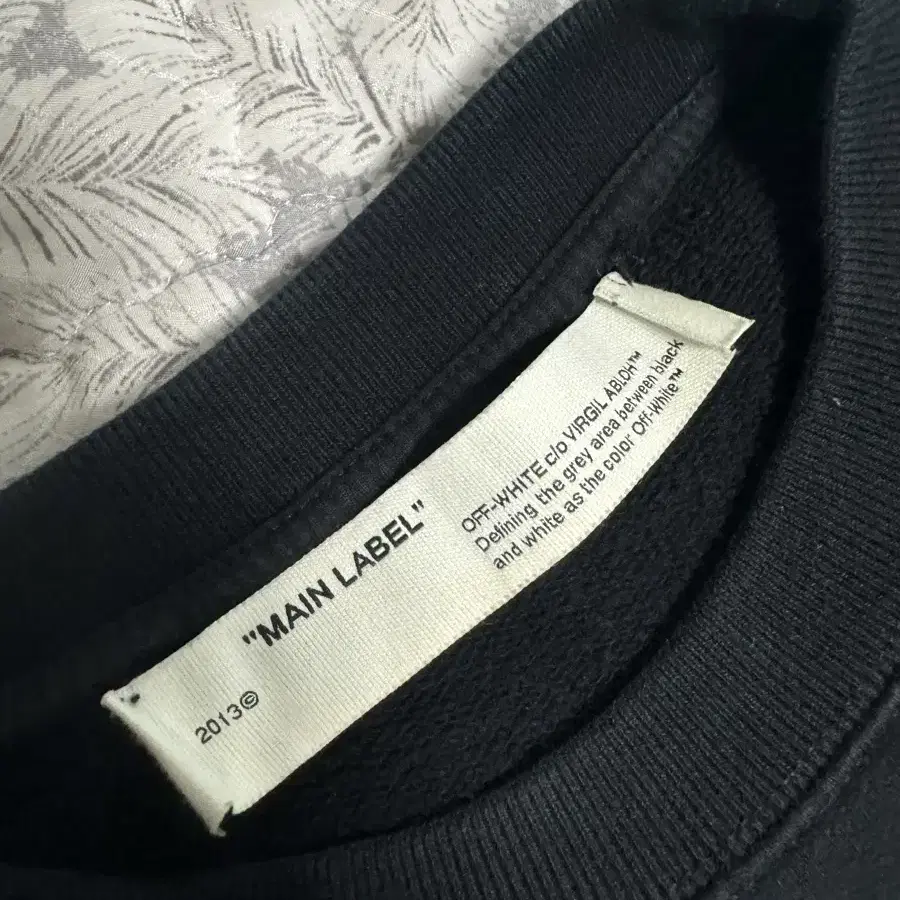 "MAIN LABEL"
2013©
OFF-WHITE c/o VIRGIL ABLOH™
Defining the grey area between black
and white as the color Off-White™